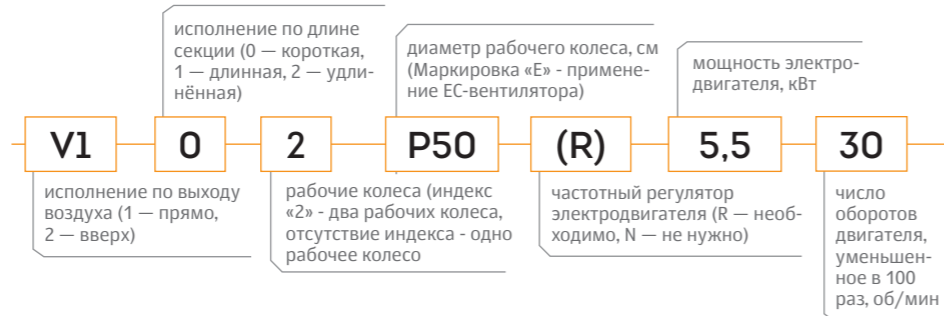 исполнение по длине
секции (0 — короткая,
1 — длинная, 2 — удли-
нённая)
диаметр рабочего колеса, см
(Маркировка «Е» - примене-
ние ЕС-вентилятора)
мощность электро-
двигателя, кВт
V1 0 2 P50 (R) 5,5 30
исполнение по выходу
воздуха (1 — прямо,
2 — вверх)
рабочие колеса (индекс
«2» - два рабочих колеса,
отсутствие индекса - одно
рабочее колесо
частотный регулятор
электродвигателя (R — необ-
ходимо, N — не нужно)
число
оборотов
двигателя,
уменьшен-
ное в 100
раз, об/мин